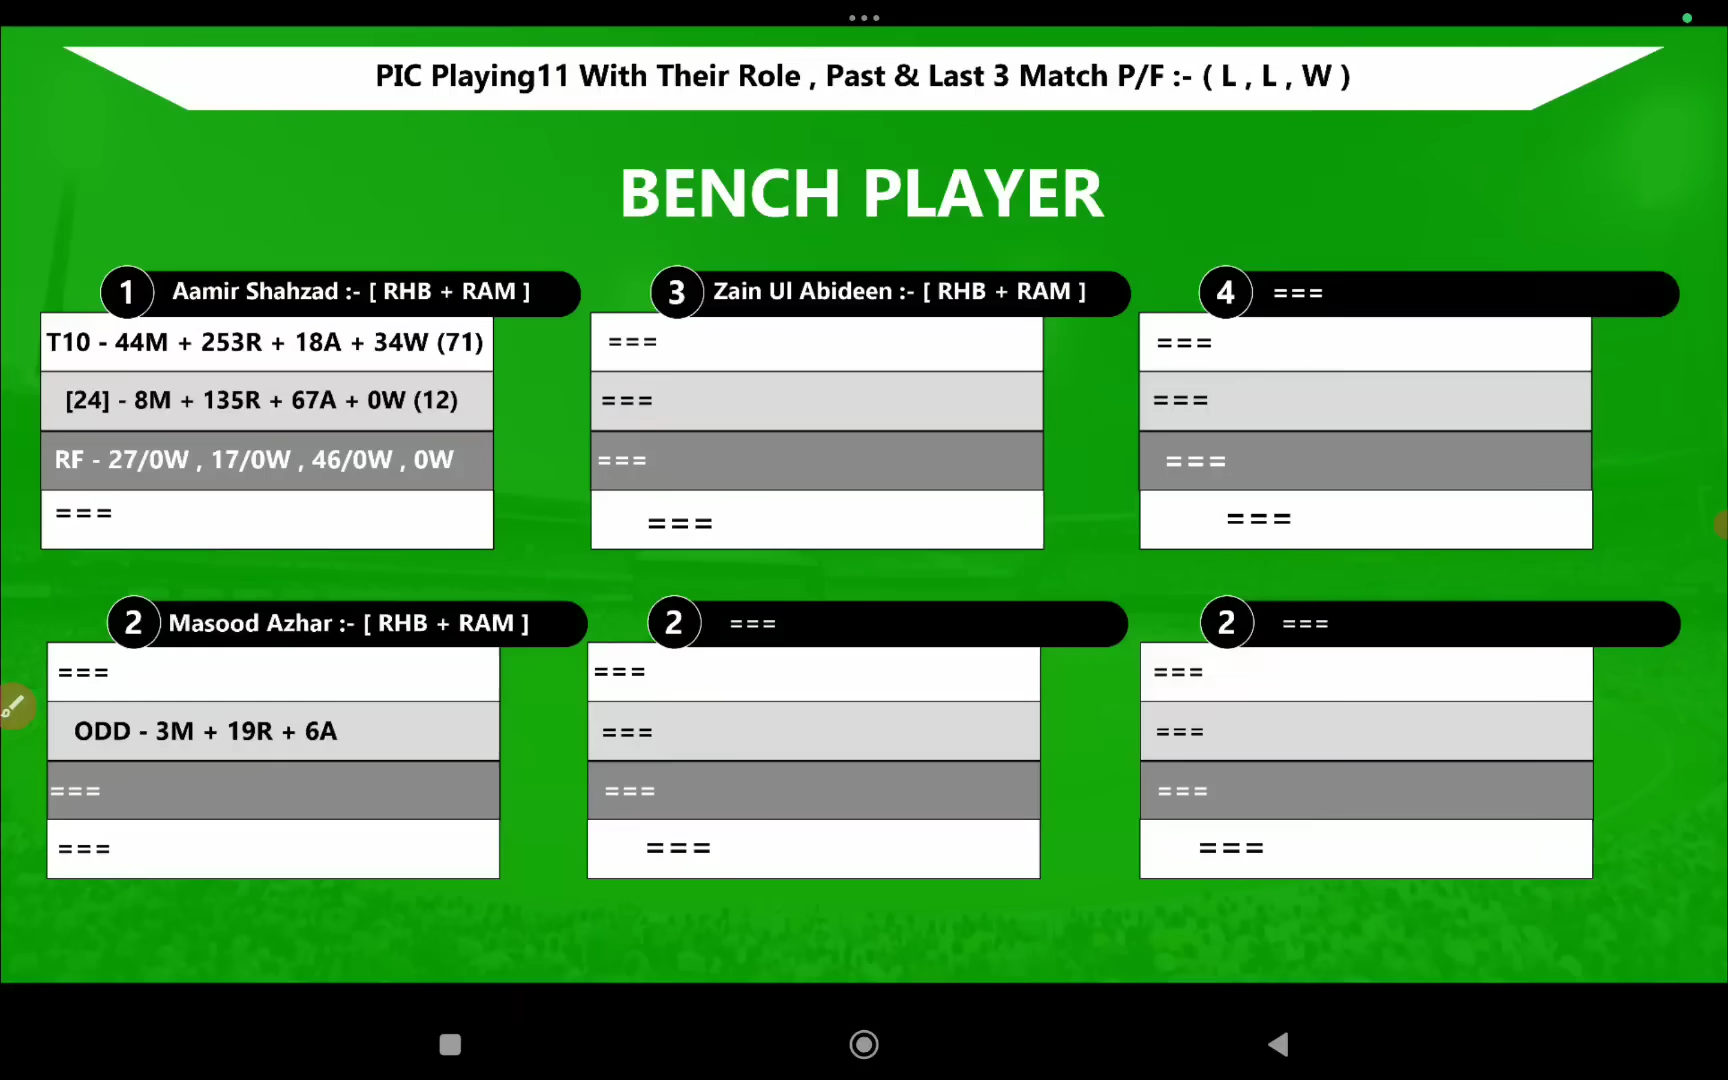 PIC Playing11 With Their Role , Past & Last 3 Match P/F :- ( L , L , W )
BENCH PLAYER
1 Aamir Shahzad :- [ RHB + RAM ]
T10 - 44M + 253R + 18A + 34W (71)
[24] - 8M + 135R + 67A + 0W (12)
RF - 27/0W , 17/0W , 46/0W , 0W
===
3 Zain Ul Abideen :- [ RHB + RAM ]
===
===
===
===
4 ===
===
===
===
===
2 Masood Azhar :- [ RHB + RAM ]
===
ODD - 3M + 19R + 6A
===
===
2 ===
===
===
===
===
2 ===
===
===
===
===